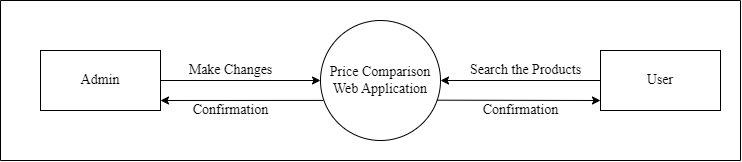 Admin
Make Changes
Confirmation
Price Comparison
Web Application
Search the Products
Confirmation
User